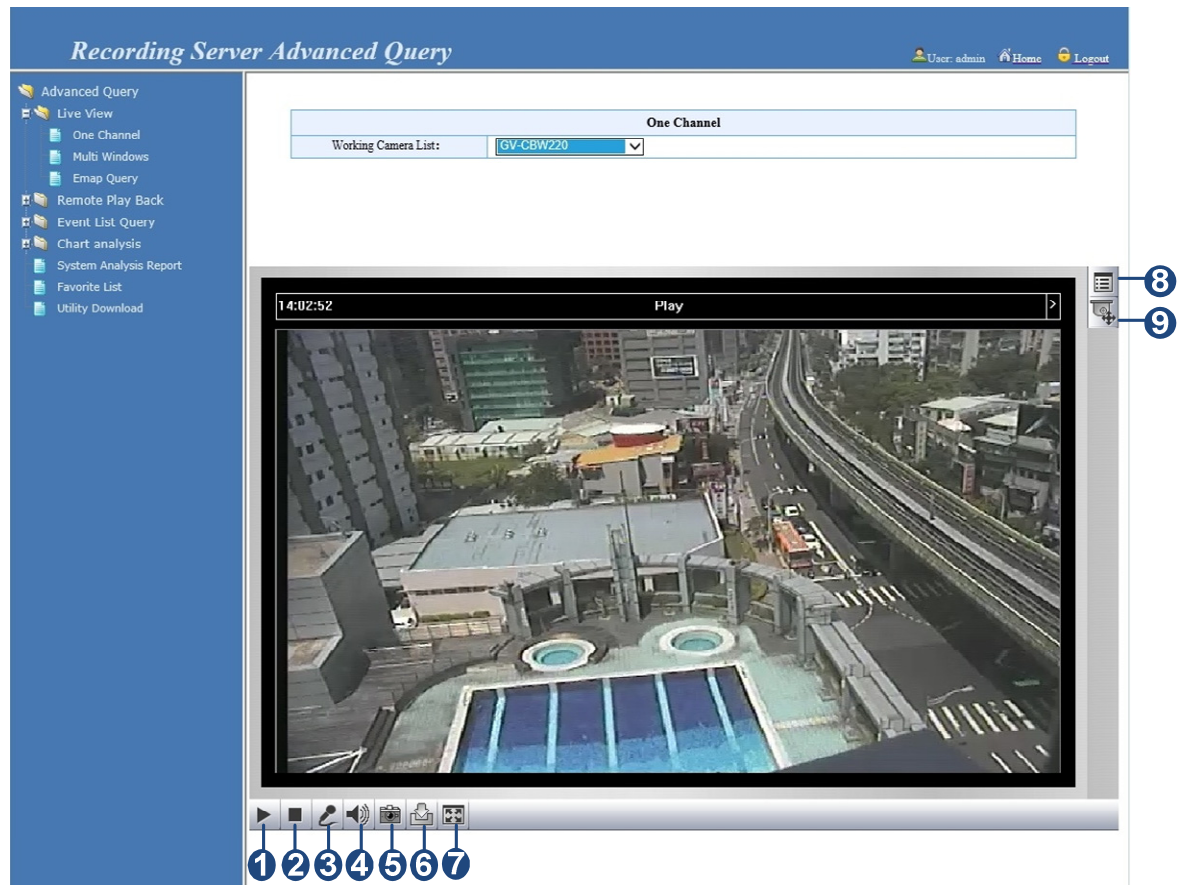 Recording Server Advanced Query
User: admin Home Logout
Advanced Query
Live View
One Channel
Multi Windows
Emap Query
Remote Play Back
Event List Query
Chart analysis
System Analysis Report
Favorite List
Utility Download
One Channel
Working Camera List: GV-CBW220
14:02:52 Play >
8
9
1 2 3 4 5 6 7